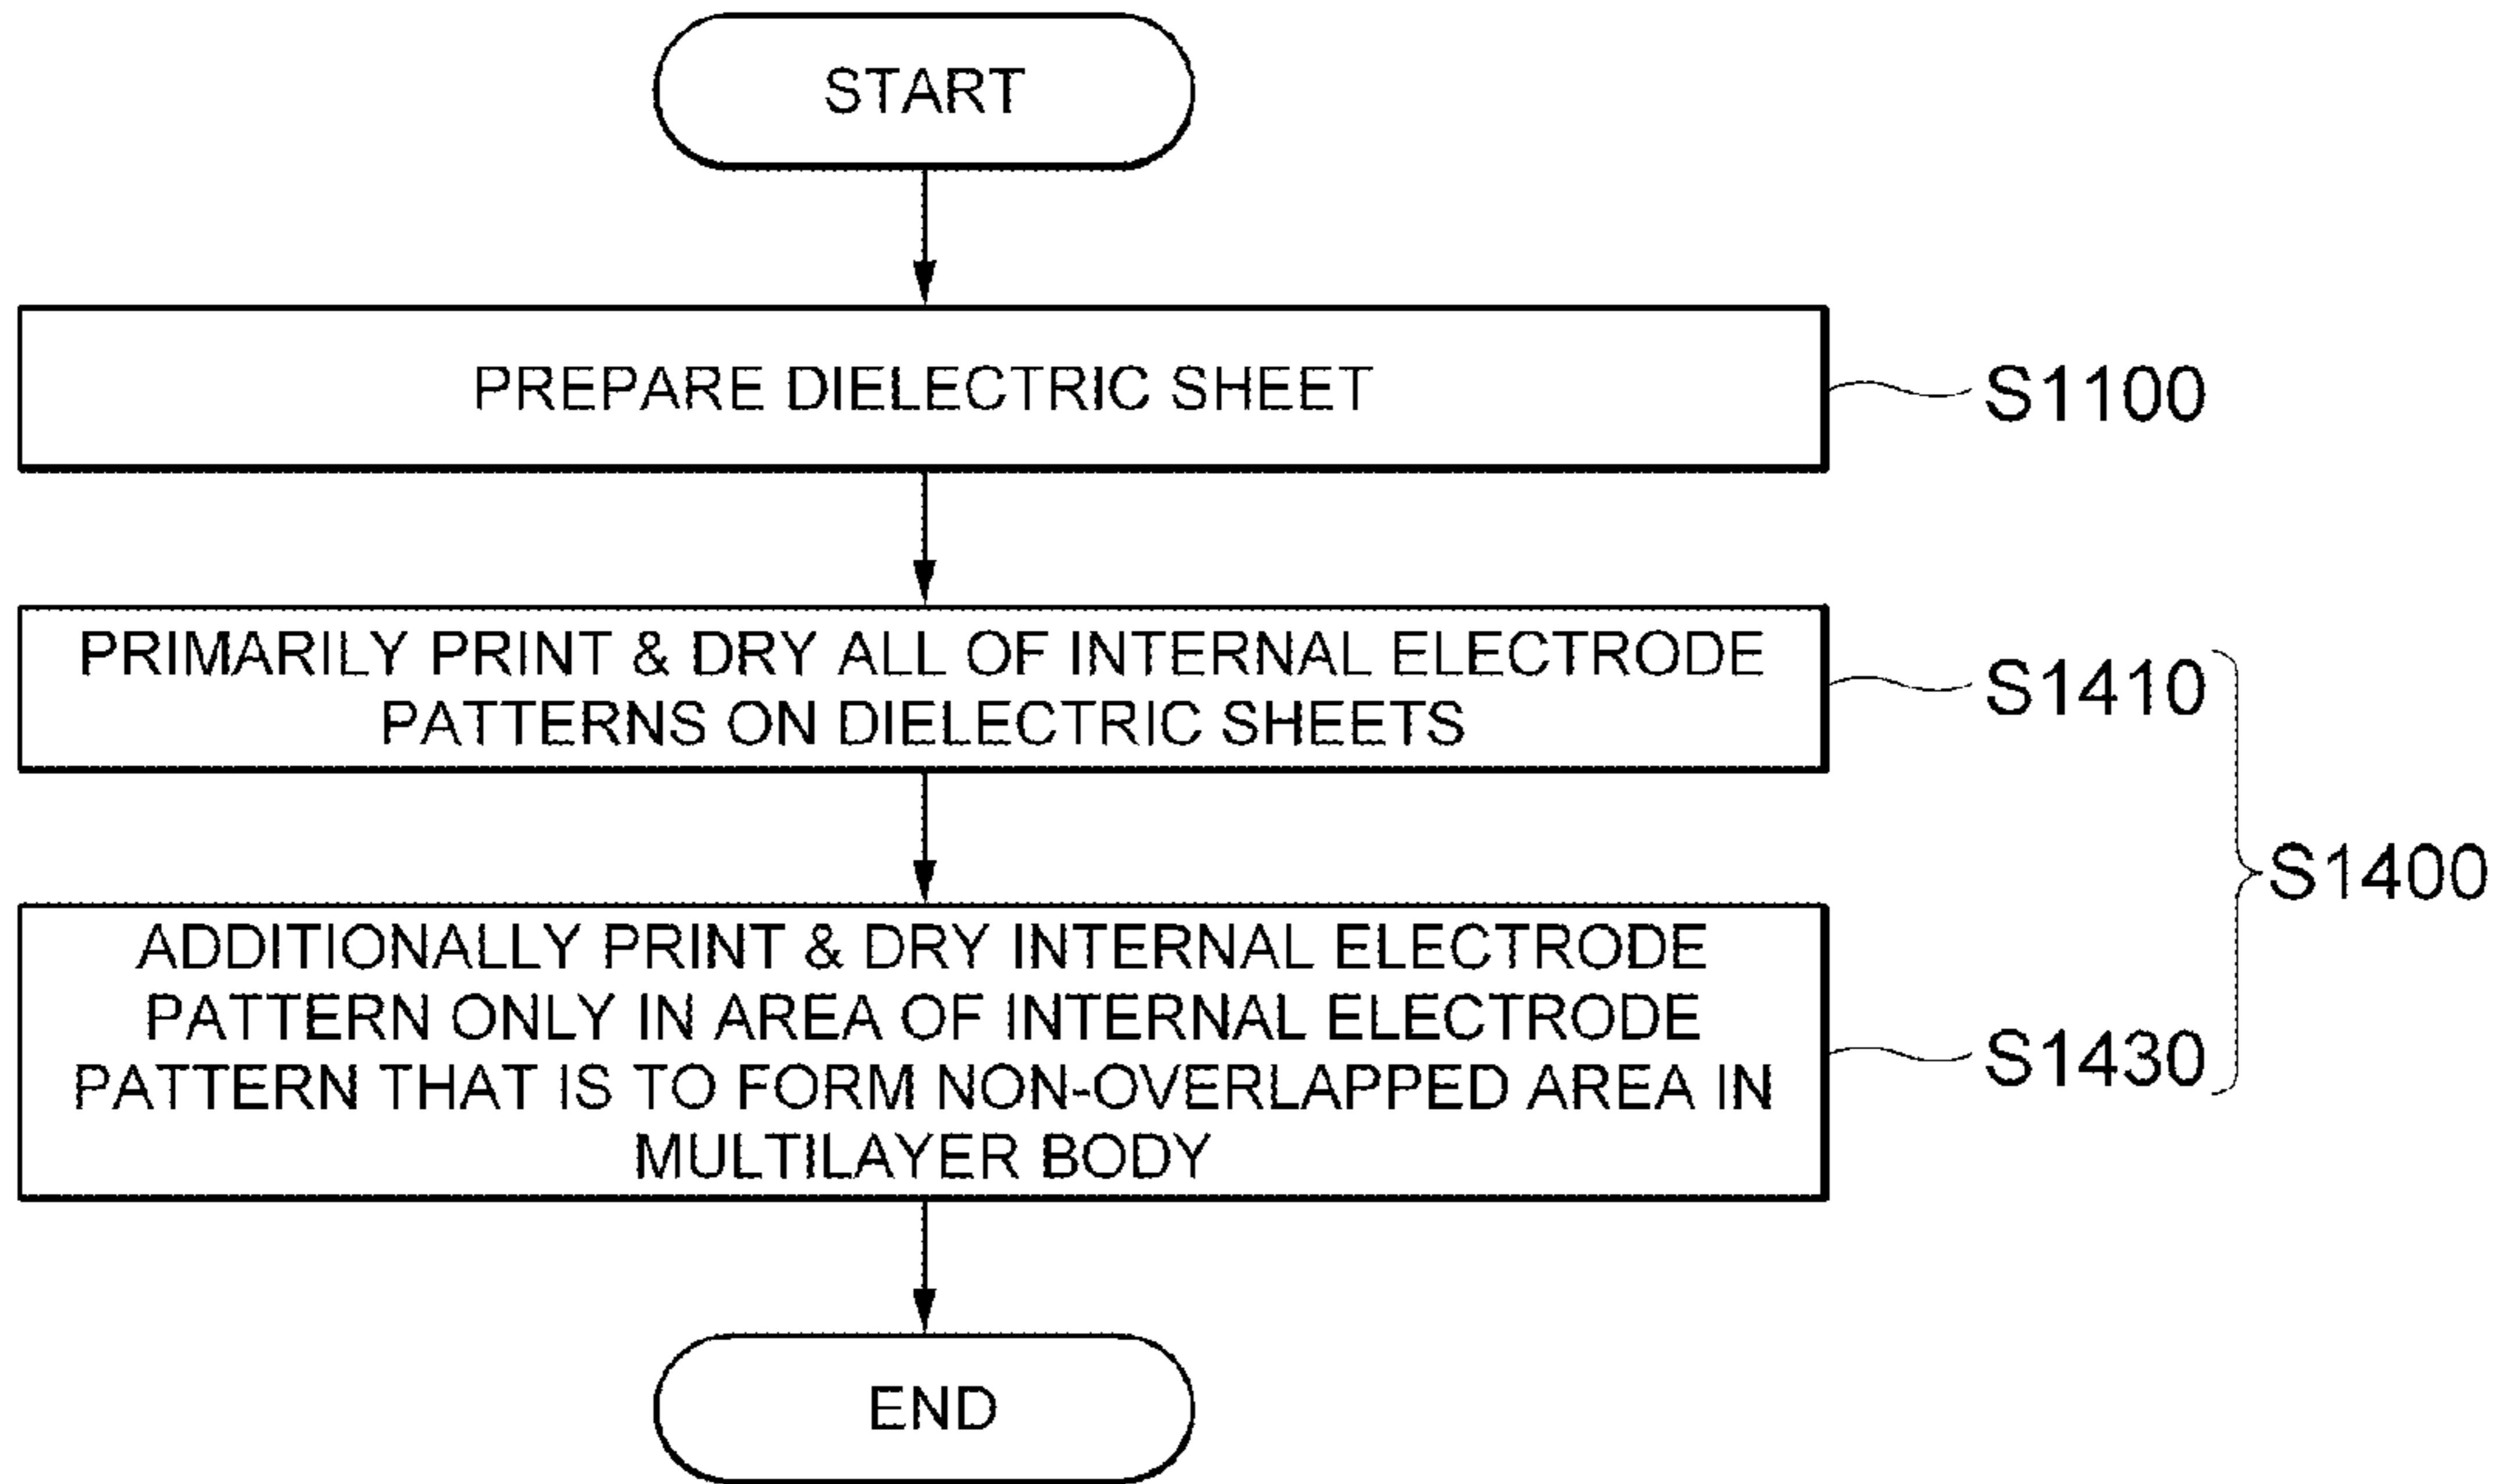 START
PREPARE DIELECTRIC SHEET
S1100
PRIMARILY PRINT & DRY ALL OF INTERNAL ELECTRODE
PATTERNS ON DIELECTRIC SHEETS
S1410
S1400
ADDITIONALLY PRINT & DRY INTERNAL ELECTRODE
PATTERN ONLY IN AREA OF INTERNAL ELECTRODE
PATTERN THAT IS TO FORM NON-OVERLAPPED AREA IN
MULTILAYER BODY
S1430
END